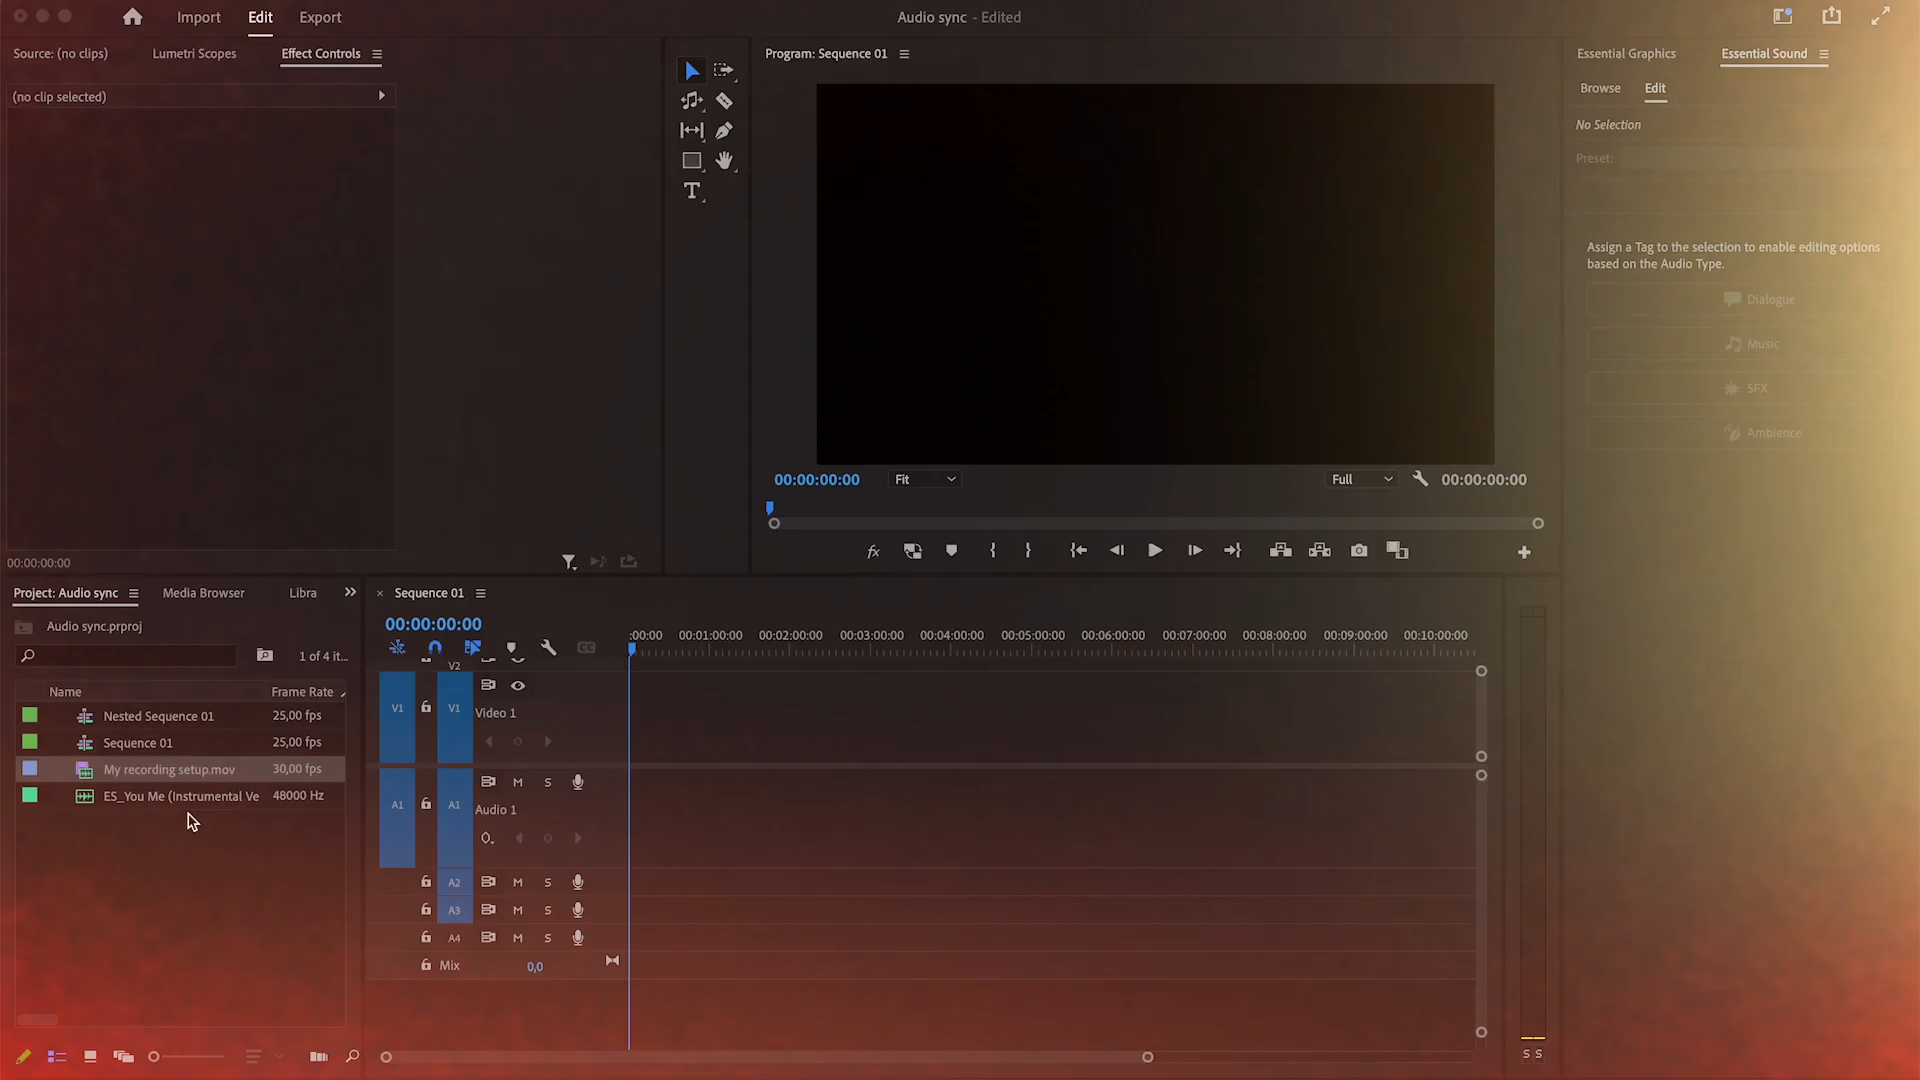 Import
Edit
Export
Audio sync - Edited
Source: (no clips)
Lumetri Scopes
Effect Controls
(no clip selected)
00:00:00:00
Program: Sequence 01
00:00:00:00
Fit
Full
00:00:00:00
Essential Graphics
Essential Sound
Browse
Edit
No Selection
Preset:
Assign a Tag to the selection to enable editing options
based on the Audio Type.
Dialogue
Music
SFX
Ambience
Project: Audio sync
Media Browser
Libra
Audio sync.prproj
1 of 4 it...
Name
Frame Rate
Nested Sequence 01
25,00 fps
Sequence 01
25,00 fps
My recording setup.mov
30,00 fps
ES_You Me (Instrumental Ve
48000 Hz
× Sequence 01
00:00:00:00
:00:00
00:01:00:00
00:02:00:00
00:03:00:00
00:04:00:00
00:05:00:00
00:06:00:00
00:07:00:00
00:08:00:00
00:09:00:00
00:10:00:00
V2
V1
V1
Video 1
A1
A1
M
S
Audio 1
A2
M
S
A3
M
S
A4
M
S
Mix
0,0
S S